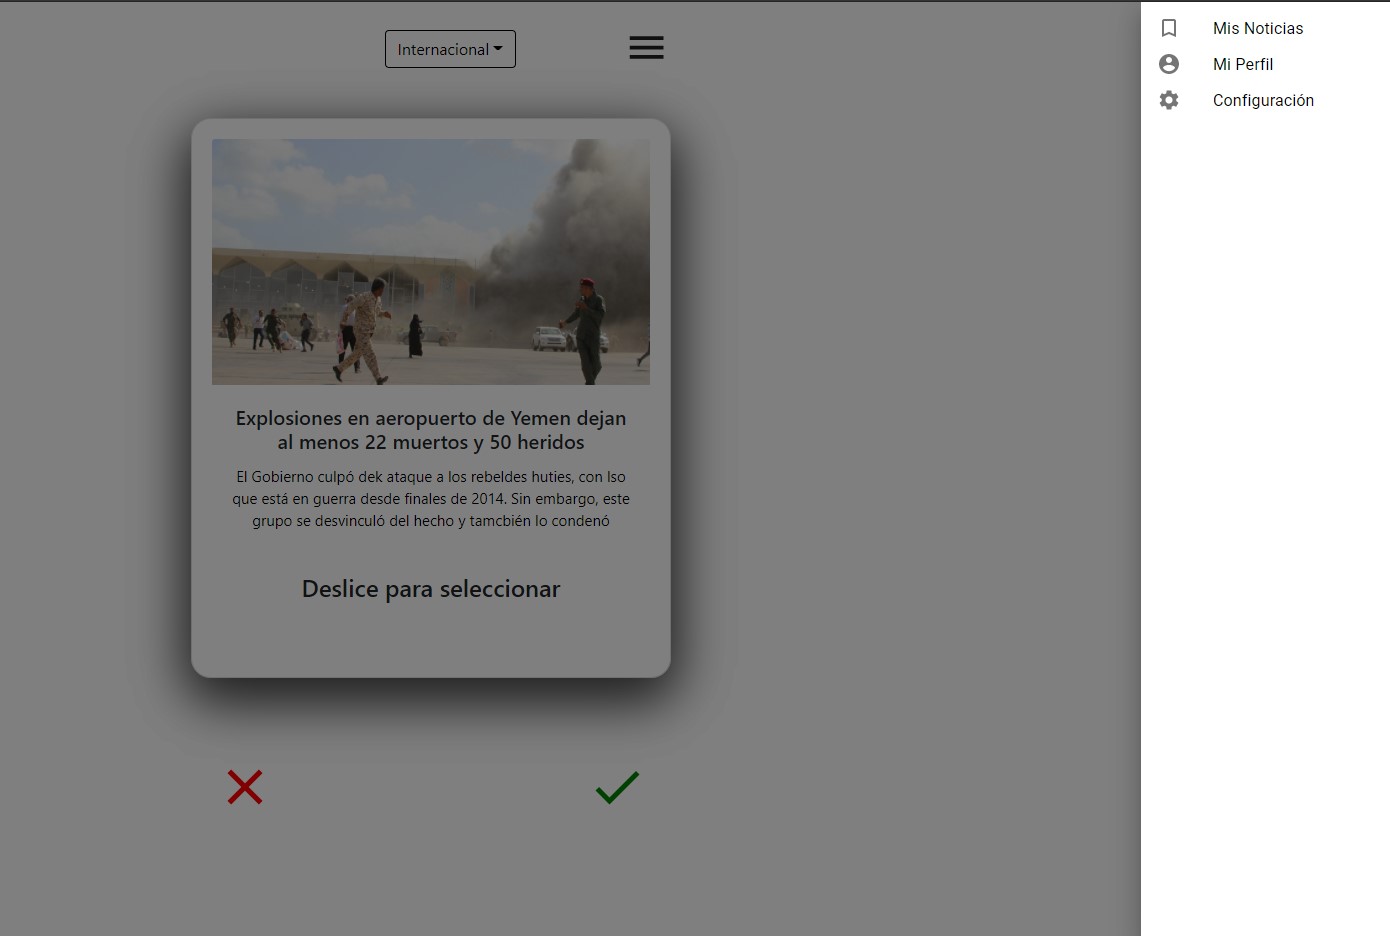 Internacional
Mis Noticias
Mi Perfil
Configuración
Explosiones en aeropuerto de Yemen dejan
al menos 22 muertos y 50 heridos
El Gobierno culpó dek ataque a los rebeldes huties, con lso
que está en guerra desde finales de 2014. Sin embargo, este
grupo se desvinculó del hecho y tamcbién lo condenó
Deslice para seleccionar